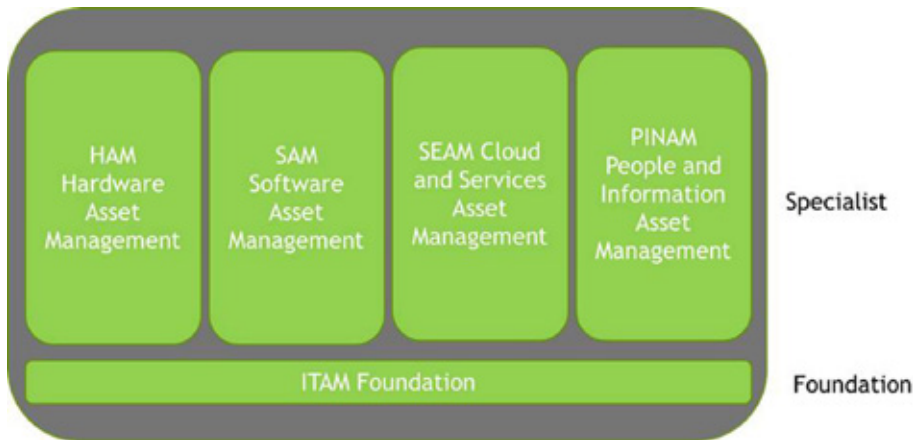 HAM
Hardware
Asset
Management
SAM
Software
Asset
Management
SEAM Cloud
and Services
Asset
Management
PINAM
People and
Information
Asset
Management
Specialist
ITAM Foundation
Foundation